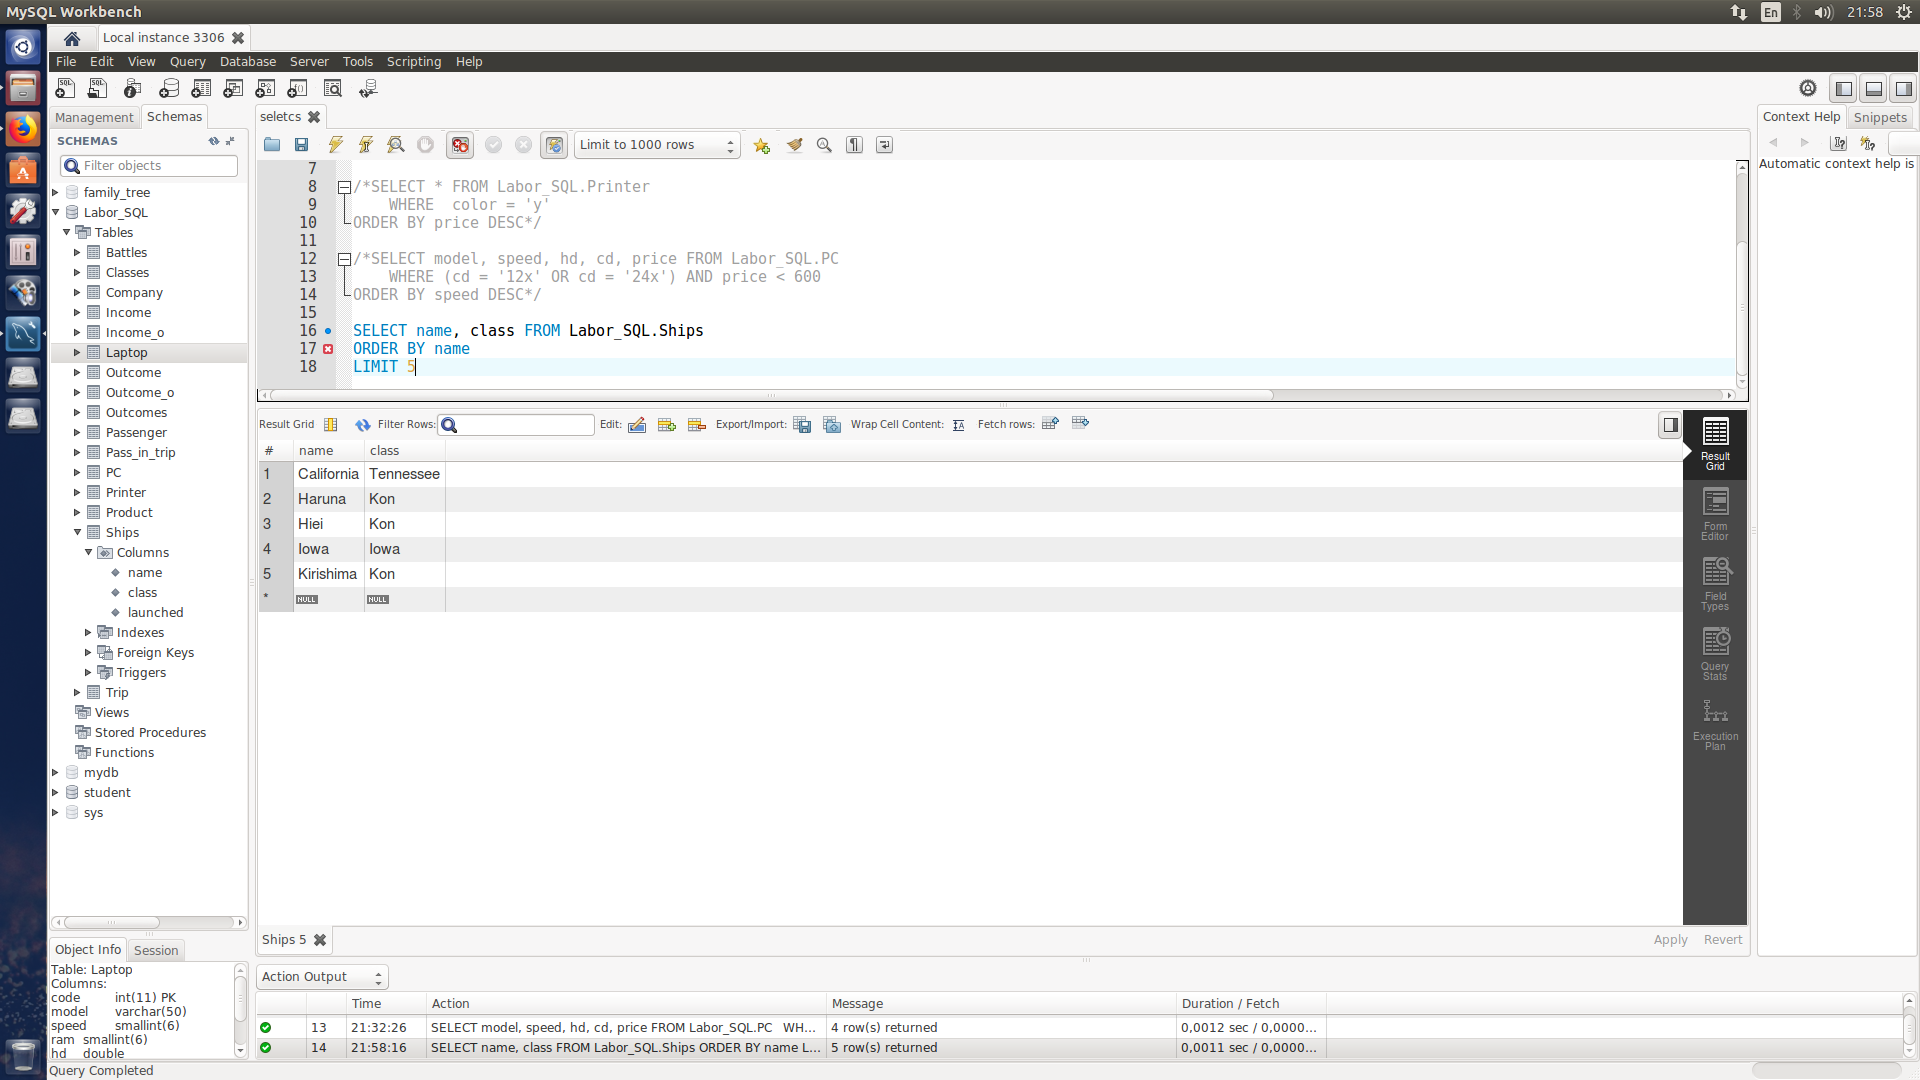 MySQL Workbench
En
21:58
Local instance 3306
File Edit View Query Database Server Tools Scripting Help
Management Schemas
SCHEMAS
Filter objects
family_tree
Labor_SQL
Tables
Battles
Classes
Company
Income
Income_o
Laptop
Outcome
Outcome_o
Outcomes
Passenger
Pass_in_trip
PC
Printer
Product
Ships
Columns
name
class
launched
Indexes
Foreign Keys
Triggers
Trip
Views
Stored Procedures
Functions
mydb
student
sys
Object Info Session
Table: Laptop
Columns:
code int(11) PK
model varchar(50)
speed smallint(6)
ram smallint(6)
hd double
Query Completed
seletcs
Limit to 1000 rows
7
8 /*SELECT * FROM Labor_SQL.Printer
9 WHERE  color = 'y'
10 ORDER BY price DESC*/
11
12 /*SELECT model, speed, hd, cd, price FROM Labor_SQL.PC
13 WHERE (cd = '12x' OR cd = '24x') AND price < 600
14 ORDER BY speed DESC*/
15
16 SELECT name, class FROM Labor_SQL.Ships
17 ORDER BY name
18 LIMIT 5
Result Grid Filter Rows: Edit: Export/Import: Wrap Cell Content: Fetch rows:
# name class
1 California Tennessee
2 Haruna Kon
3 Hiei Kon
4 Iowa Iowa
5 Kirishima Kon
* NULL NULL
Result
Grid
Form
Editor
Field
Types
Query
Stats
Execution
Plan
Ships 5
Apply Revert
Action Output
Time Action Message Duration / Fetch
13 21:32:26 SELECT model, speed, hd, cd, price FROM Labor_SQL.PC   WH... 4 row(s) returned 0,0012 sec / 0,0000...
14 21:58:16 SELECT name, class FROM Labor_SQL.Ships ORDER BY name L... 5 row(s) returned 0,0011 sec / 0,0000...
Context Help Snippets
Automatic context help is